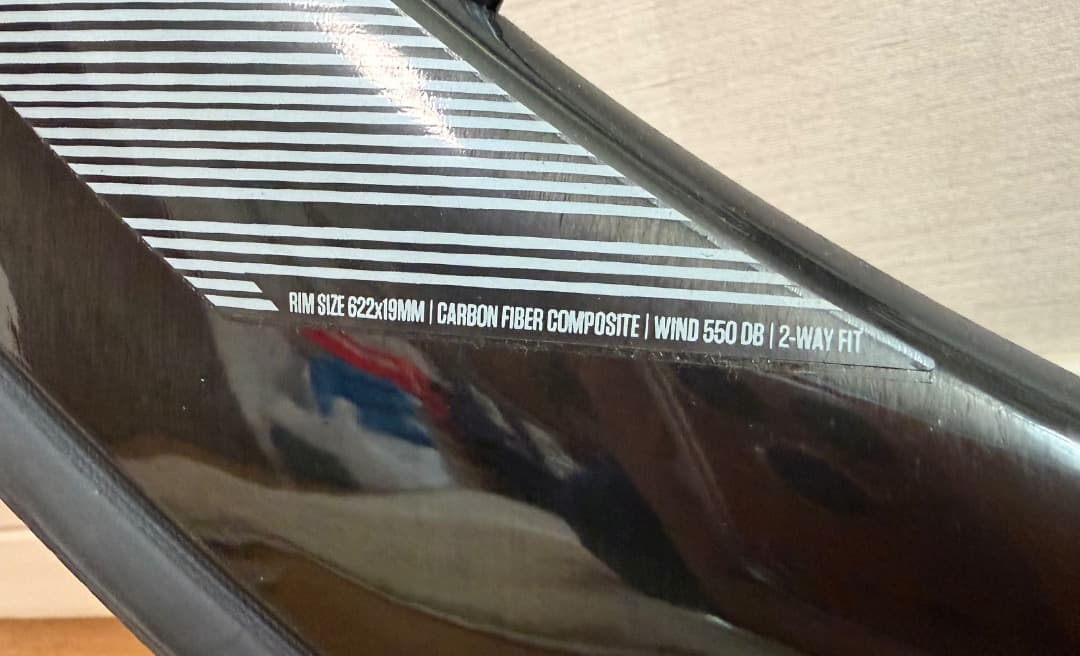 RIM SIZE 622x19MM | CARBON FIBER COMPOSITE | WIND 550 DB | 2-WAY FIT